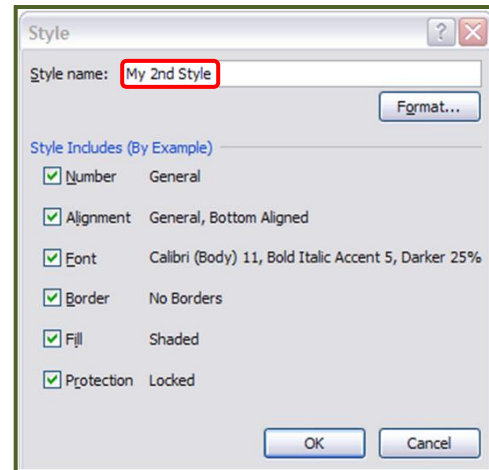 Style
Style name: My 2nd Style
Format...
Style Includes (By Example)
Number General
Alignment General, Bottom Aligned
Font Calibri (Body) 11, Bold Italic Accent 5, Darker 25%
Border No Borders
Fill Shaded
Protection Locked
OK Cancel